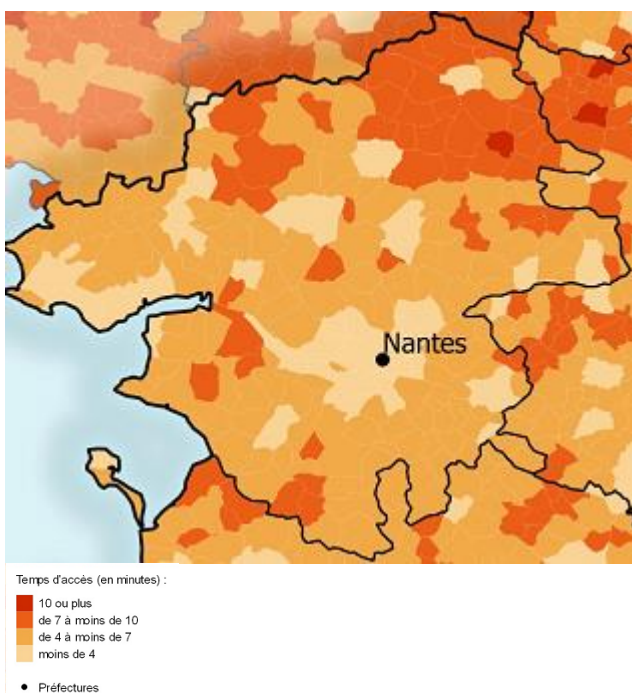 Nantes
Temps d'accés (en minutes) :
10 ou plus
de 7 à moins de 10
de 4 à moins de 7
moins de 4
Préfectures